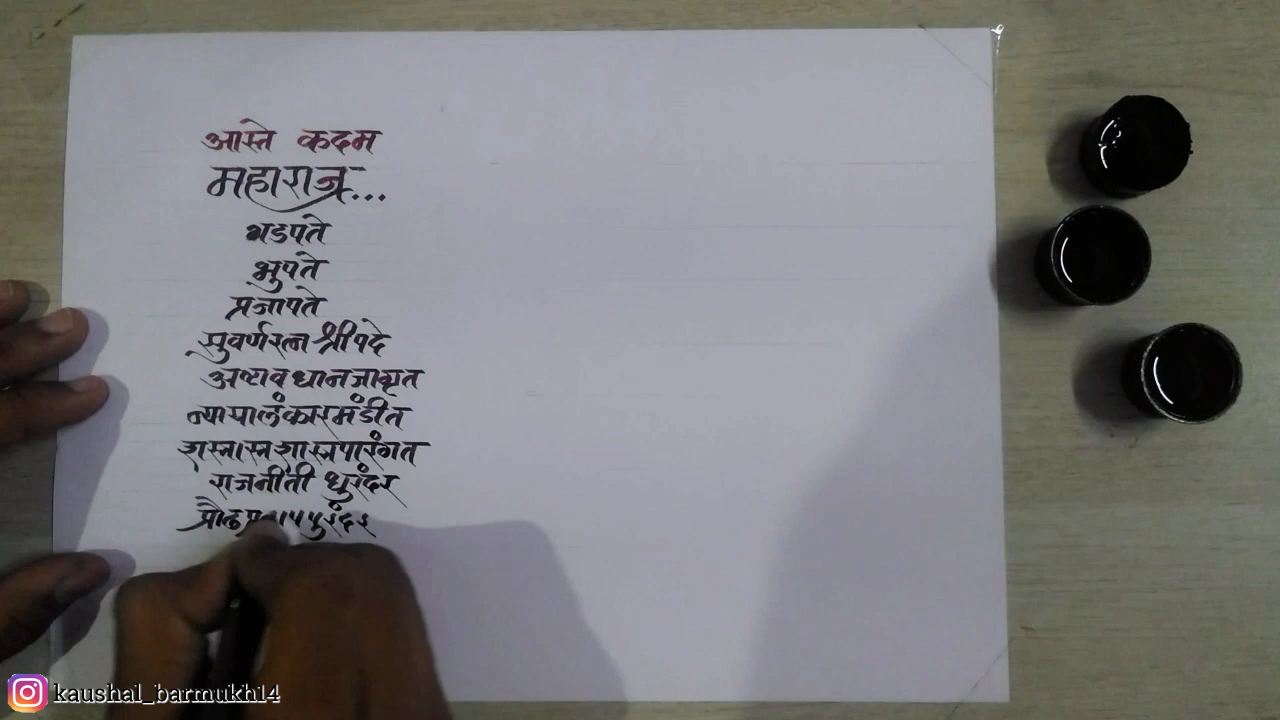 आस्ते कदम
महाराज...
गडपते
भुपते
प्रजापते
सुवर्णरत्न श्रीपदे
अष्टावधानजागृत
न्यायालंकारमंडीत
शस्त्रास्त्रशास्त्रपारंगत
राजनीती धुरंदर
प्रौढप्रतापपुरंदर
kaushal_barmukh14